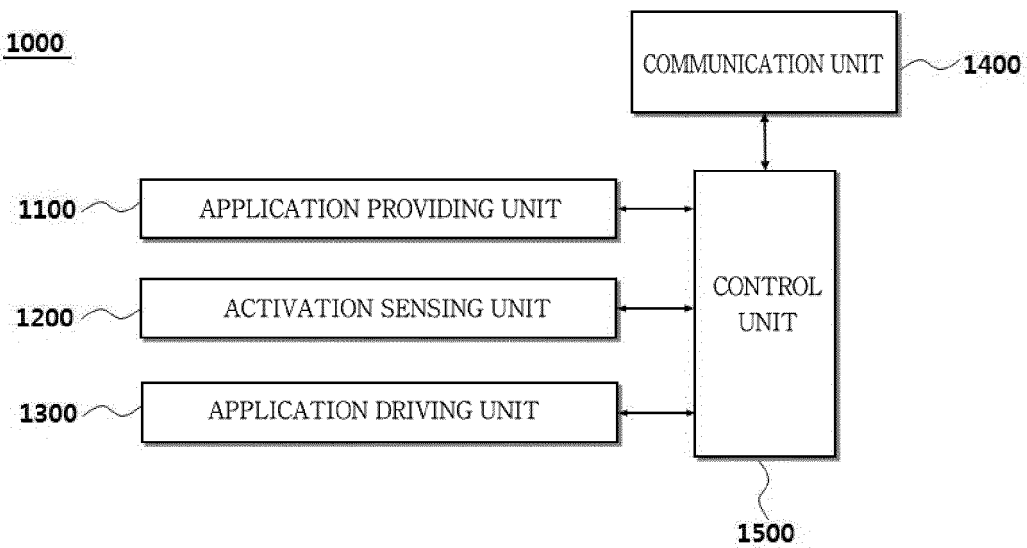 1000
COMMUNICATION UNIT
1400
1100
APPLICATION PROVIDING UNIT
1200
ACTIVATION SENSING UNIT
CONTROL
UNIT
1300
APPLICATION DRIVING UNIT
1500